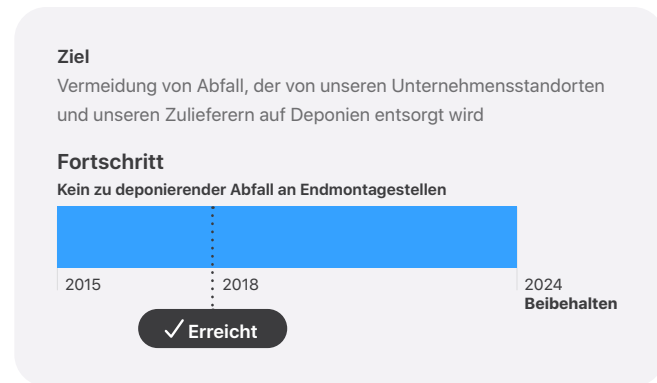 Ziel
Vermeidung von Abfall, der von unseren Unternehmensstandorten
und unseren Zulieferern auf Deponien entsorgt wird
Fortschritt
Kein zu deponierender Abfall an Endmontagestellen
2015
2018
2024
Beibehalten
Erreicht